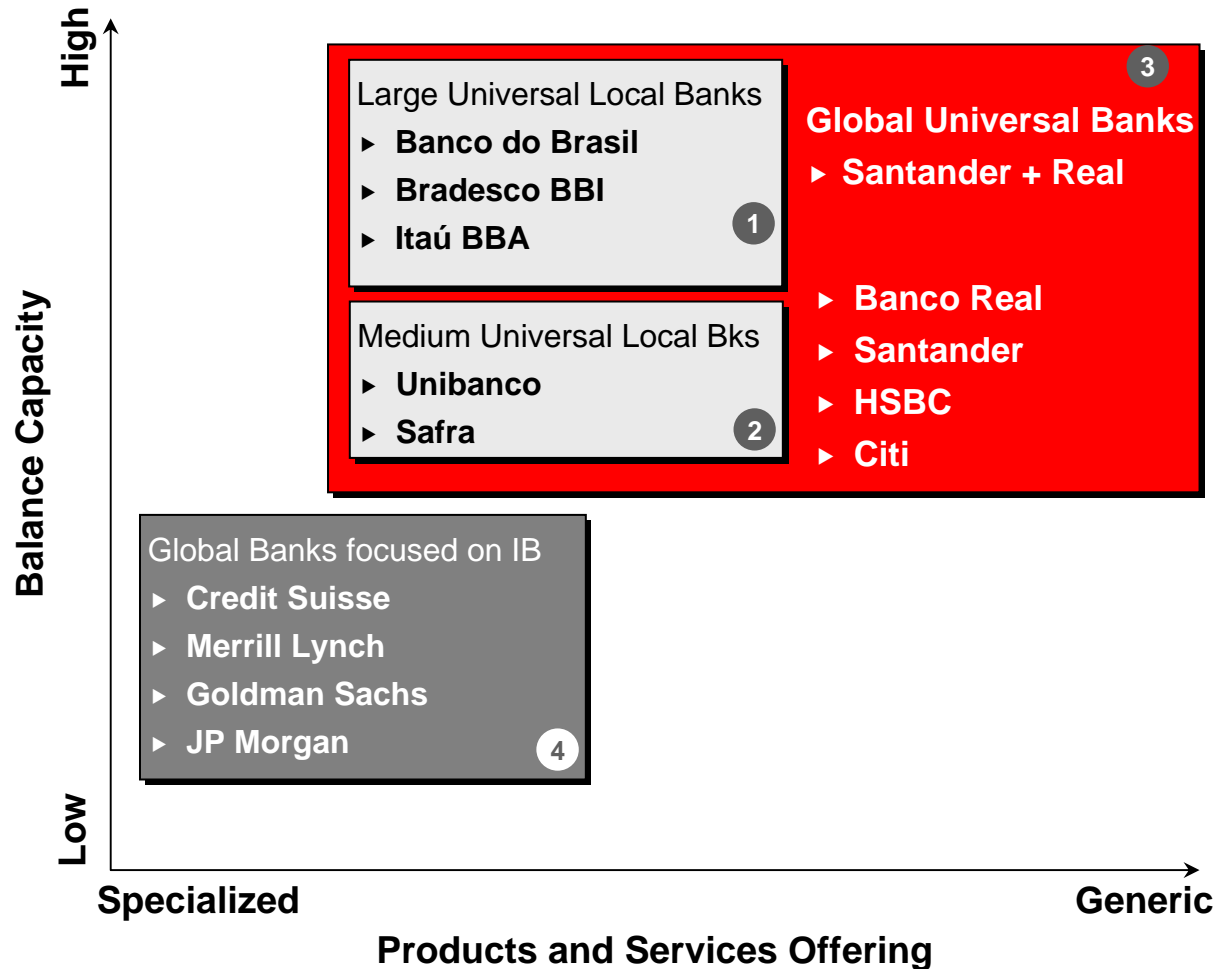 High
Balance Capacity
Low
Large Universal Local Banks
► Banco do Brasil
► Bradesco BBI
► Itaú BBA
1
Medium Universal Local Bks
► Unibanco
► Safra
2
3
Global Universal Banks
► Santander + Real
► Banco Real
► Santander
► HSBC
► Citi
Global Banks focused on IB
► Credit Suisse
► Merrill Lynch
► Goldman Sachs
► JP Morgan
4
Specialized
Generic
Products and Services Offering